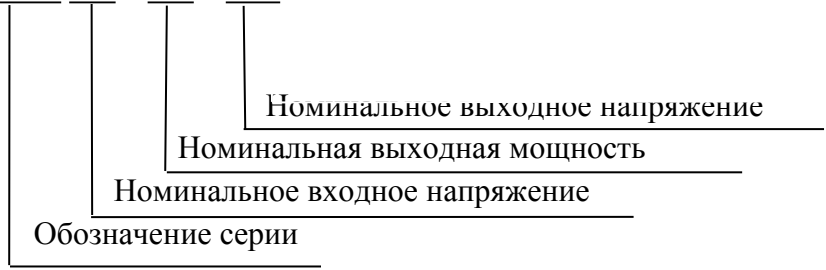 Номинальное выходное напряжение
Номинальная выходная мощность
Номинальное входное напряжение
Обозначение серии